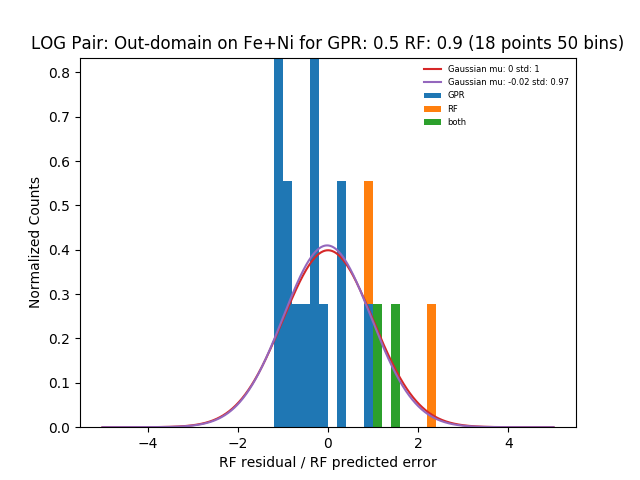 LOG Pair: Out-domain on Fe+Ni for GPR: 0.5 RF: 0.9 (18 points 50 bins)
Gaussian mu: 0 std: 1
Gaussian mu: -0.02 std: 0.97
GPR
RF
both
Normalized Counts
0.8
0.7
0.6
0.5
0.4
0.3
0.2
0.1
0.0
−4
−2
0
2
4
RF residual / RF predicted error